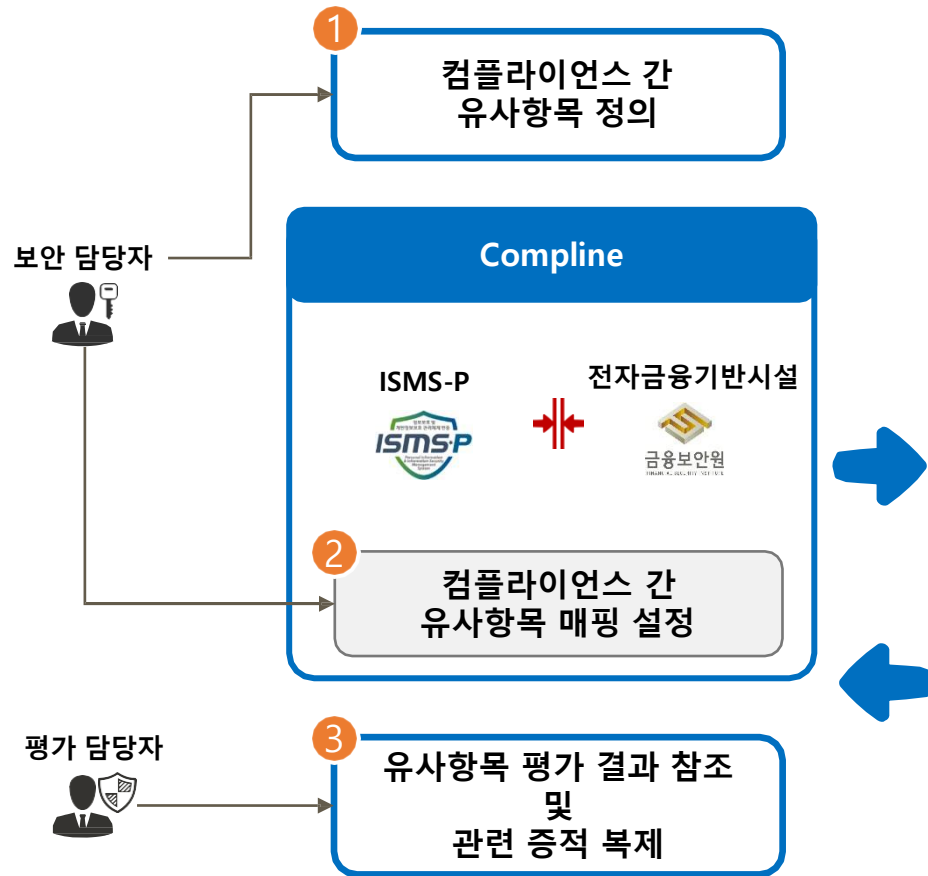 1
컴플라이언스 간
유사항목 정의
보안 담당자
Compline
ISMS-P
전자금융기반시설
ISMS-P
금융보안원
FINANCIAL SECURITY INSTITUTE
2
컴플라이언스 간
유사항목 매핑 설정
평가 담당자
3
유사항목 평가 결과 참조
및
관련 증적 복제